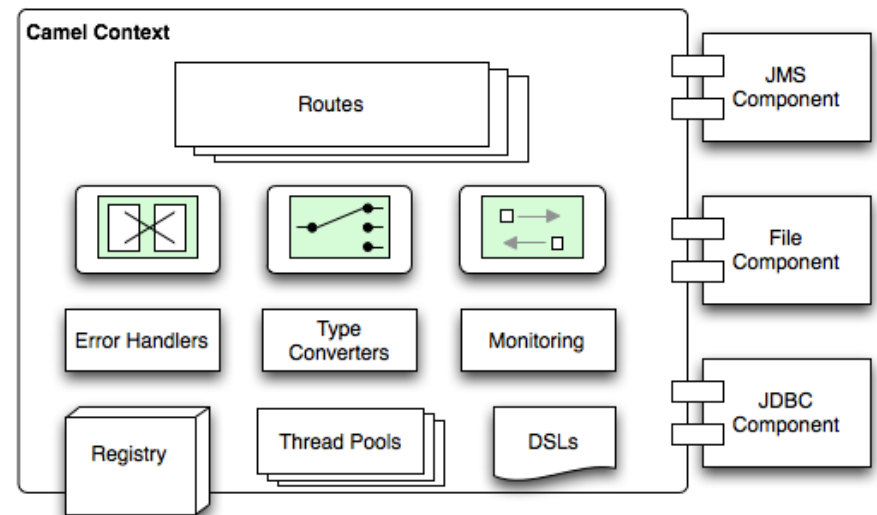 Camel Context
Routes
JMS
Component
File
Component
Error Handlers
Type
Converters
Monitoring
JDBC
Component
Registry
Thread Pools
DSLs